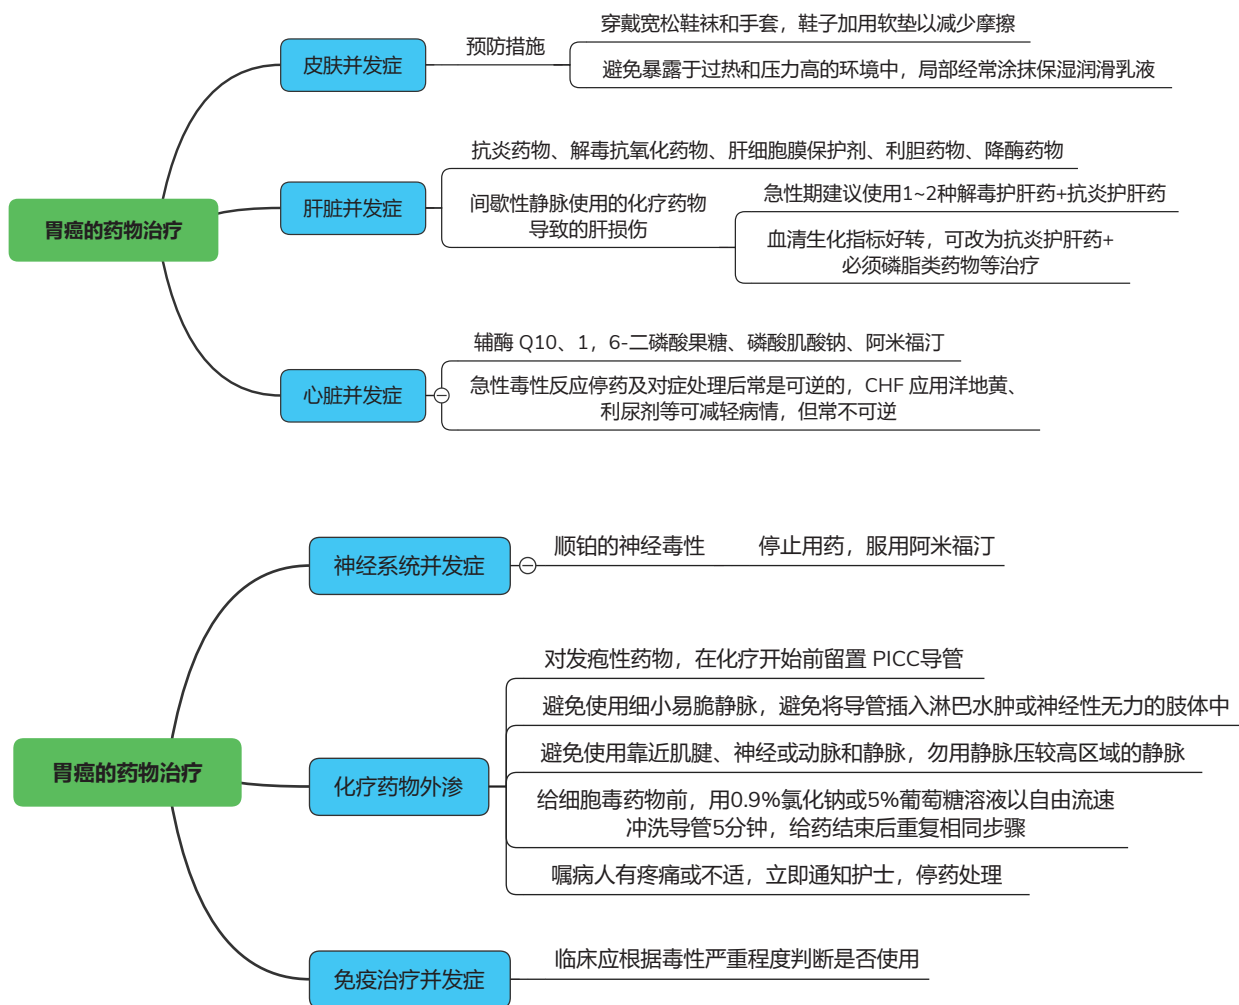 胃癌的药物治疗
皮肤并发症
预防措施
穿戴宽松鞋袜和手套，鞋子加用软垫以减少摩擦
避免暴露于过热和压力高的环境中，局部经常涂抹保湿润滑乳液
肝脏并发症
抗炎药物、解毒抗氧化药物、肝细胞膜保护剂、利胆药物、降酶药物
间歇性静脉使用的化疗药物
导致的肝损伤
急性期建议使用1~2种解毒护肝药+抗炎护肝药
血清生化指标好转，可改为抗炎护肝药+
必须磷脂类药物等治疗
心脏并发症
辅酶 Q10、1，6-二磷酸果糖、磷酸肌酸钠、阿米福汀
急性毒性反应停药及对症处理后常是可逆的，CHF 应用洋地黄、
利尿剂等可减轻病情，但常不可逆
胃癌的药物治疗
神经系统并发症
顺铂的神经毒性
停止用药，服用阿米福汀
化疗药物外渗
对发疱性药物，在化疗开始前留置 PICC导管
避免使用细小易脆静脉，避免将导管插入淋巴水肿或神经性无力的肢体中
避免使用靠近肌腱、神经或动脉和静脉，勿用静脉压较高区域的静脉
给细胞毒药物前，用0.9%氯化钠或5%葡萄糖溶液以自由流速
冲洗导管5分钟，给药结束后重复相同步骤
嘱病人有疼痛或不适，立即通知护士，停药处理
免疫治疗并发症
临床应根据毒性严重程度判断是否使用